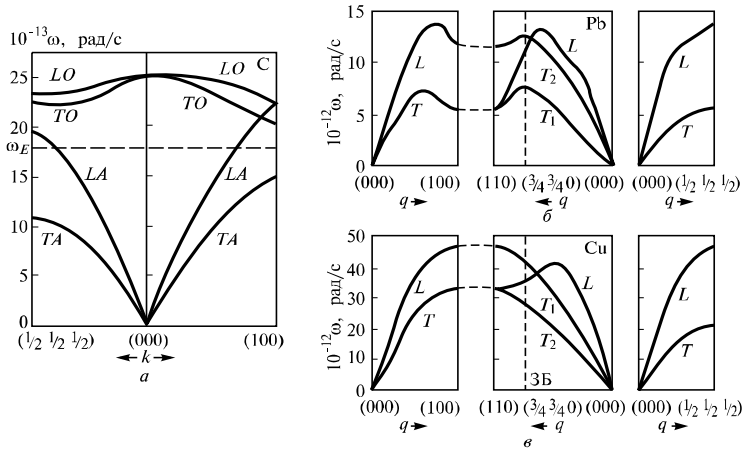 10⁻¹³ω, рад/с
C
25
20
ω_E
15
10
5
0
LO
LO
TO
TO
LA
LA
TA
TA
(½ ½ ½) (000) (100)
← k →
а
10⁻¹²ω, рад/с
15
10
5
0
Pb
L
T
L
T₂
T₁
L
T
(000) (100) (110) (¾ ¾ 0) (000) (000) (½ ½ ½)
q → ← q q →
б
10⁻¹²ω, рад/с
50
40
30
20
10
0
Cu
L
T
L
T₁
T₂
ЗБ
L
T
(000) (100) (110) (¾ ¾ 0) (000) (000) (½ ½ ½)
q → ← q q →
в